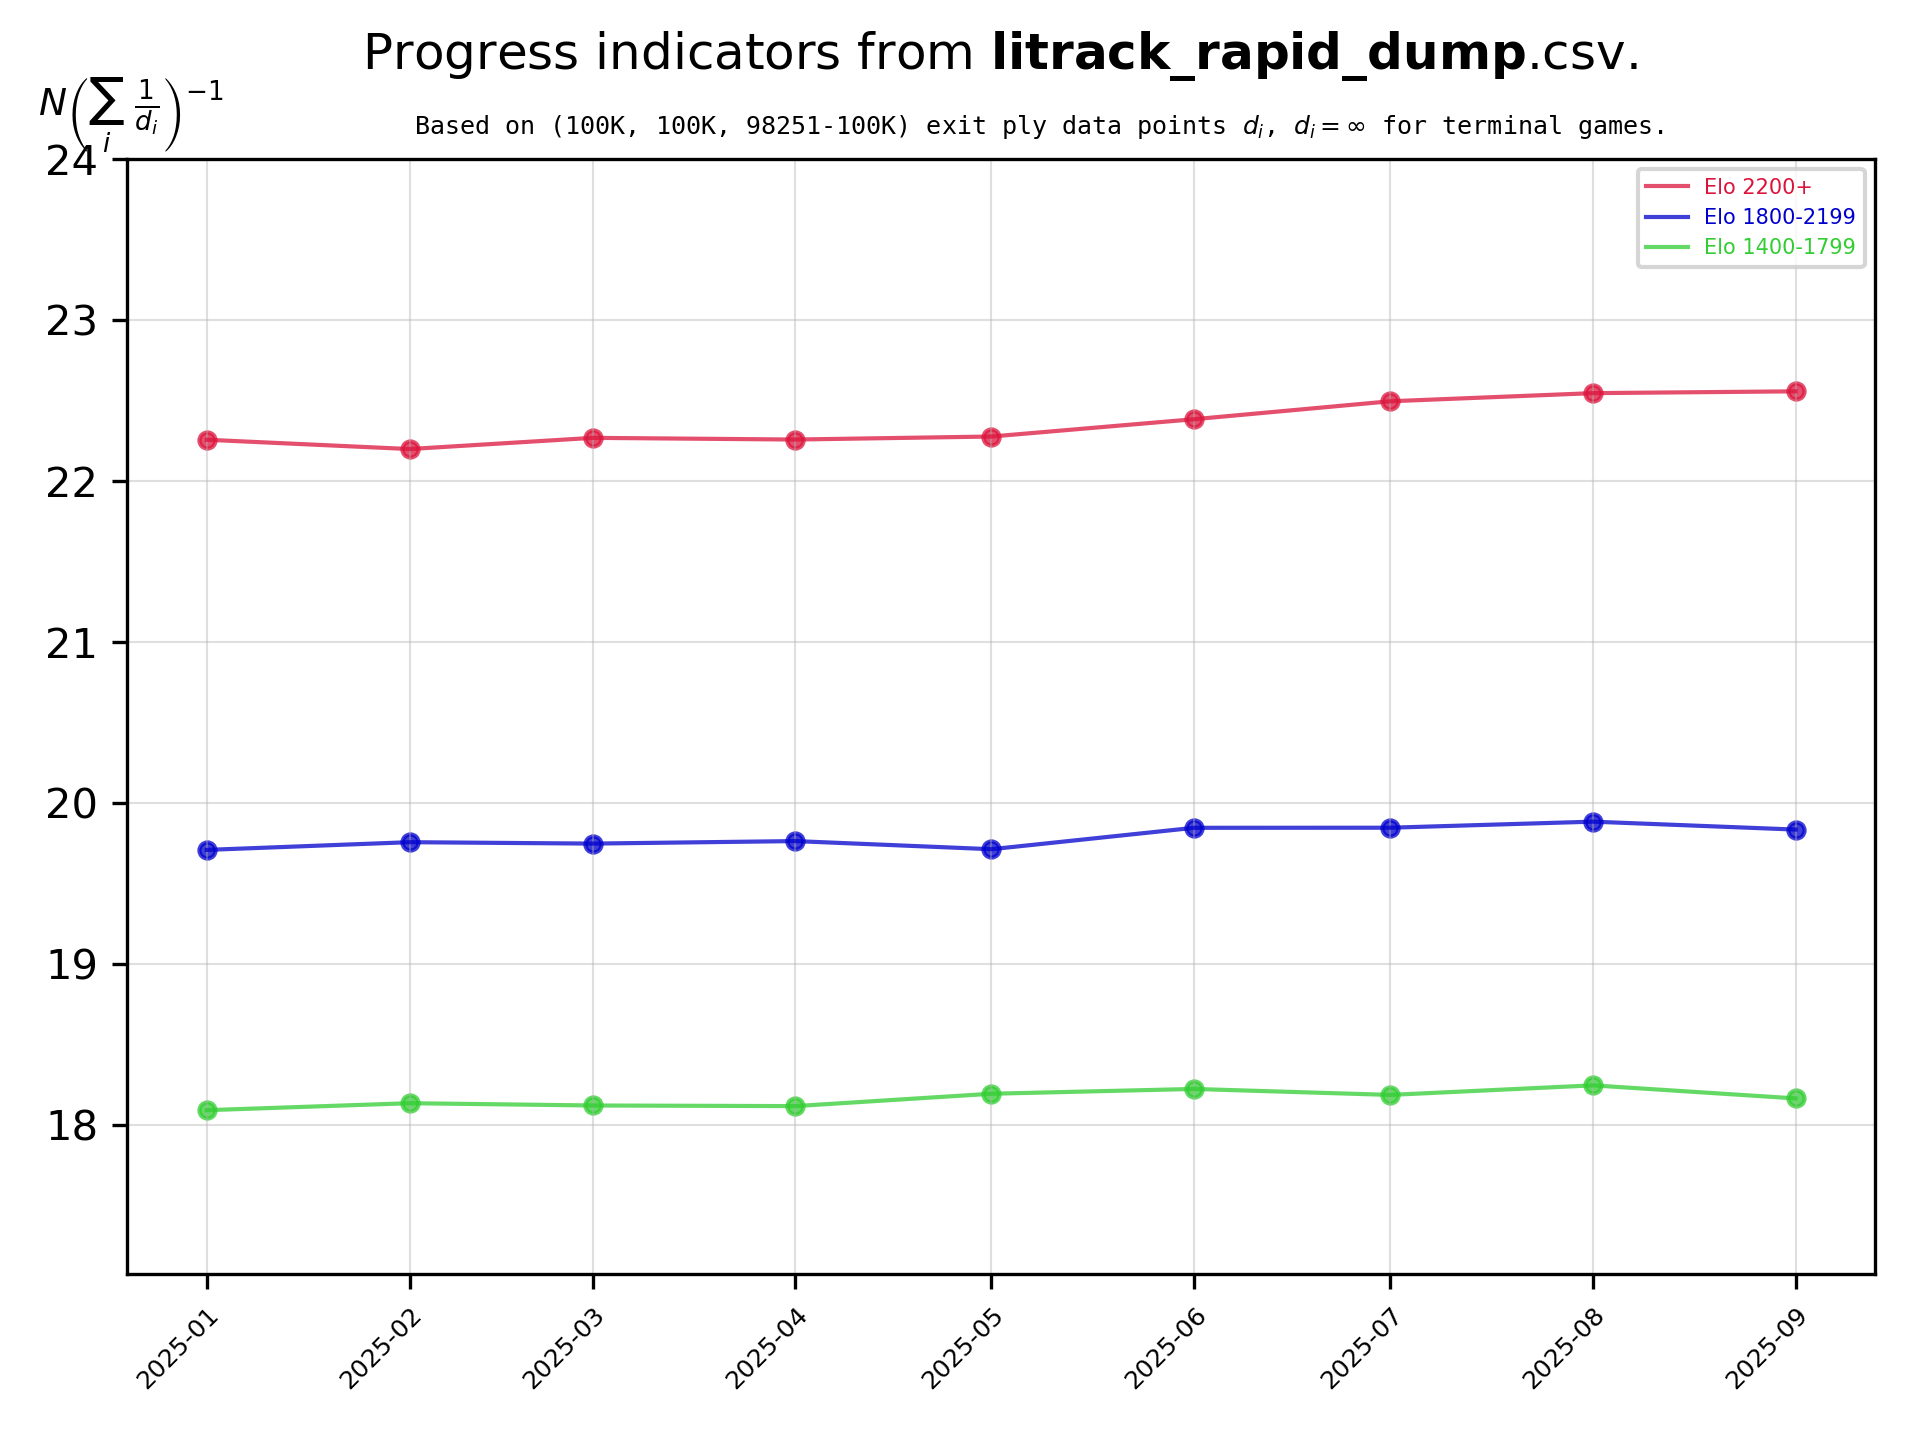 Progress indicators from litrack_rapid_dump.csv.
N(∑_i 1/d_i)^−1
Based on (100K, 100K, 98251-100K) exit ply data points d_i, d_i = ∞ for terminal games.
Elo 2200+
Elo 1800-2199
Elo 1400-1799
24
23
22
21
20
19
18
2025-01
2025-02
2025-03
2025-04
2025-05
2025-06
2025-07
2025-08
2025-09